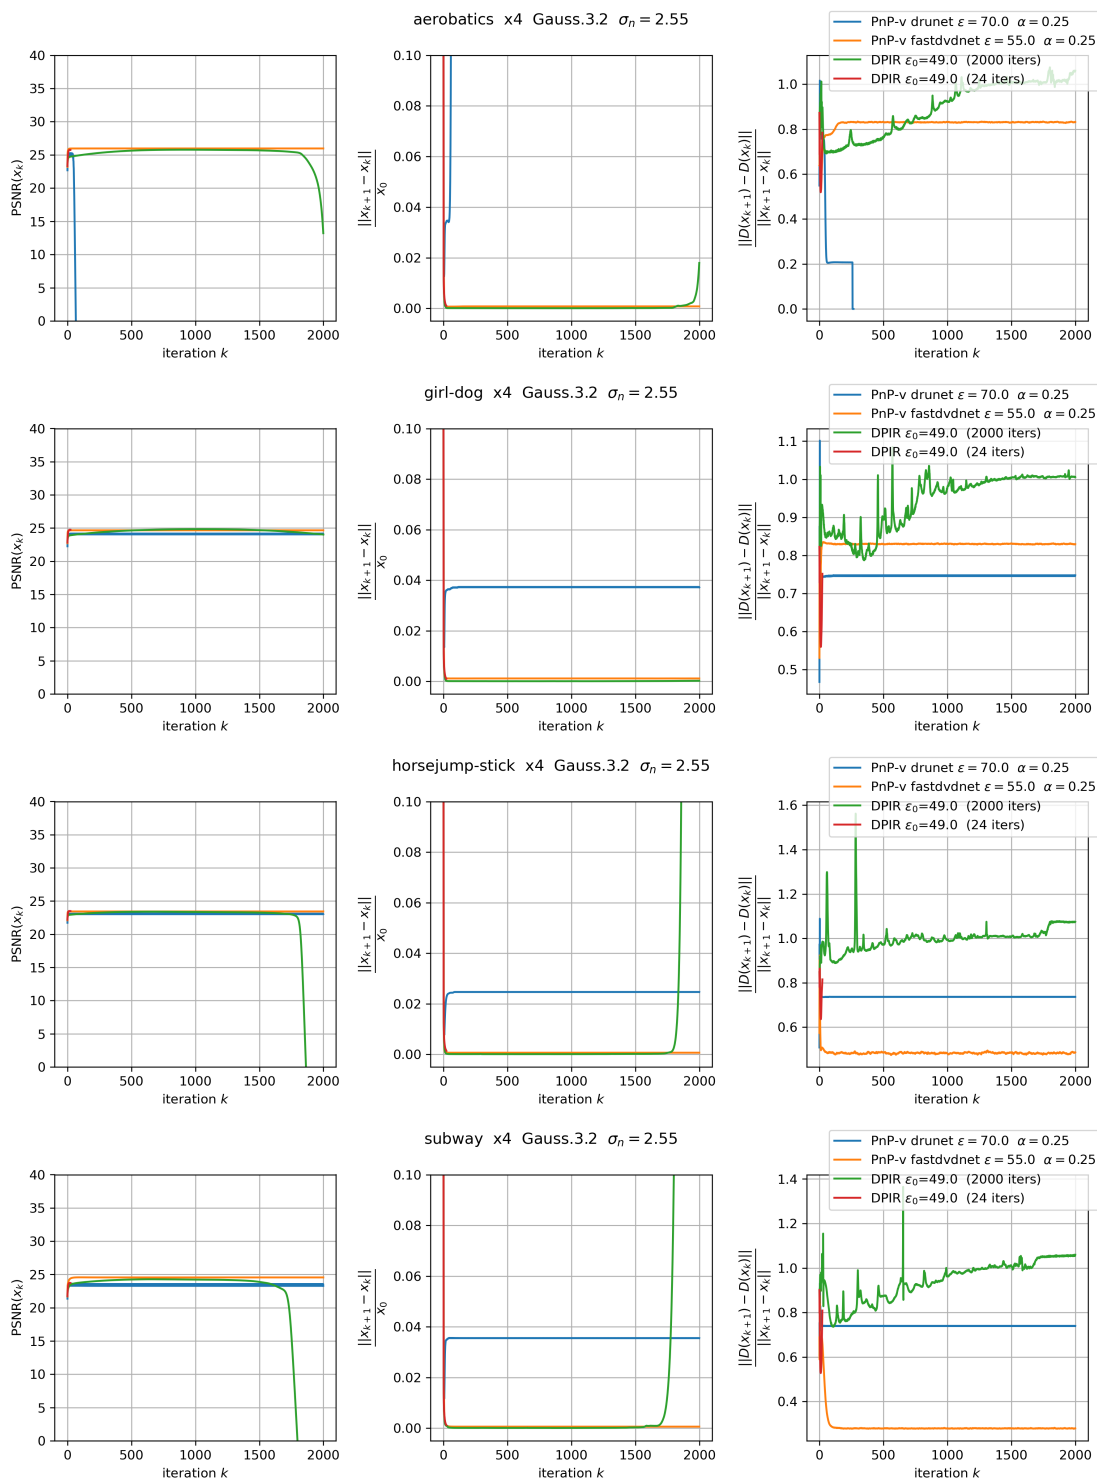 aerobatics x4 Gauss.3.2 σn = 2.55
PnP-v drunet ε = 70.0 α = 0.25
PnP-v fastdvdnet ε = 55.0 α = 0.25
DPIR ε0=49.0 (2000 iters)
DPIR ε0=49.0 (24 iters)
PSNR(xk)
40
35
30
25
20
15
10
5
0
0 500 1000 1500 2000
iteration k
||xk+1 − xk||
x0
0.10
0.08
0.06
0.04
0.02
0.00
0 500 1000 1500 2000
iteration k
||D(xk+1) − D(xk)||
||xk+1 − xk||
1.0
0.8
0.6
0.4
0.2
0.0
0 500 1000 1500 2000
iteration k
girl-dog x4 Gauss.3.2 σn = 2.55
PnP-v drunet ε = 70.0 α = 0.25
PnP-v fastdvdnet ε = 55.0 α = 0.25
DPIR ε0=49.0 (2000 iters)
DPIR ε0=49.0 (24 iters)
PSNR(xk)
40
35
30
25
20
15
10
5
0
0 500 1000 1500 2000
iteration k
||xk+1 − xk||
x0
0.10
0.08
0.06
0.04
0.02
0.00
0 500 1000 1500 2000
iteration k
||D(xk+1) − D(xk)||
||xk+1 − xk||
1.1
1.0
0.9
0.8
0.7
0.6
0.5
0 500 1000 1500 2000
iteration k
horsejump-stick x4 Gauss.3.2 σn = 2.55
PnP-v drunet ε = 70.0 α = 0.25
PnP-v fastdvdnet ε = 55.0 α = 0.25
DPIR ε0=49.0 (2000 iters)
DPIR ε0=49.0 (24 iters)
PSNR(xk)
40
35
30
25
20
15
10
5
0
0 500 1000 1500 2000
iteration k
||xk+1 − xk||
x0
0.10
0.08
0.06
0.04
0.02
0.00
0 500 1000 1500 2000
iteration k
||D(xk+1) − D(xk)||
||xk+1 − xk||
1.6
1.4
1.2
1.0
0.8
0.6
0 500 1000 1500 2000
iteration k
subway x4 Gauss.3.2 σn = 2.55
PnP-v drunet ε = 70.0 α = 0.25
PnP-v fastdvdnet ε = 55.0 α = 0.25
DPIR ε0=49.0 (2000 iters)
DPIR ε0=49.0 (24 iters)
PSNR(xk)
40
35
30
25
20
15
10
5
0
0 500 1000 1500 2000
iteration k
||xk+1 − xk||
x0
0.10
0.08
0.06
0.04
0.02
0.00
0 500 1000 1500 2000
iteration k
||D(xk+1) − D(xk)||
||xk+1 − xk||
1.4
1.2
1.0
0.8
0.6
0.4
0 500 1000 1500 2000
iteration k